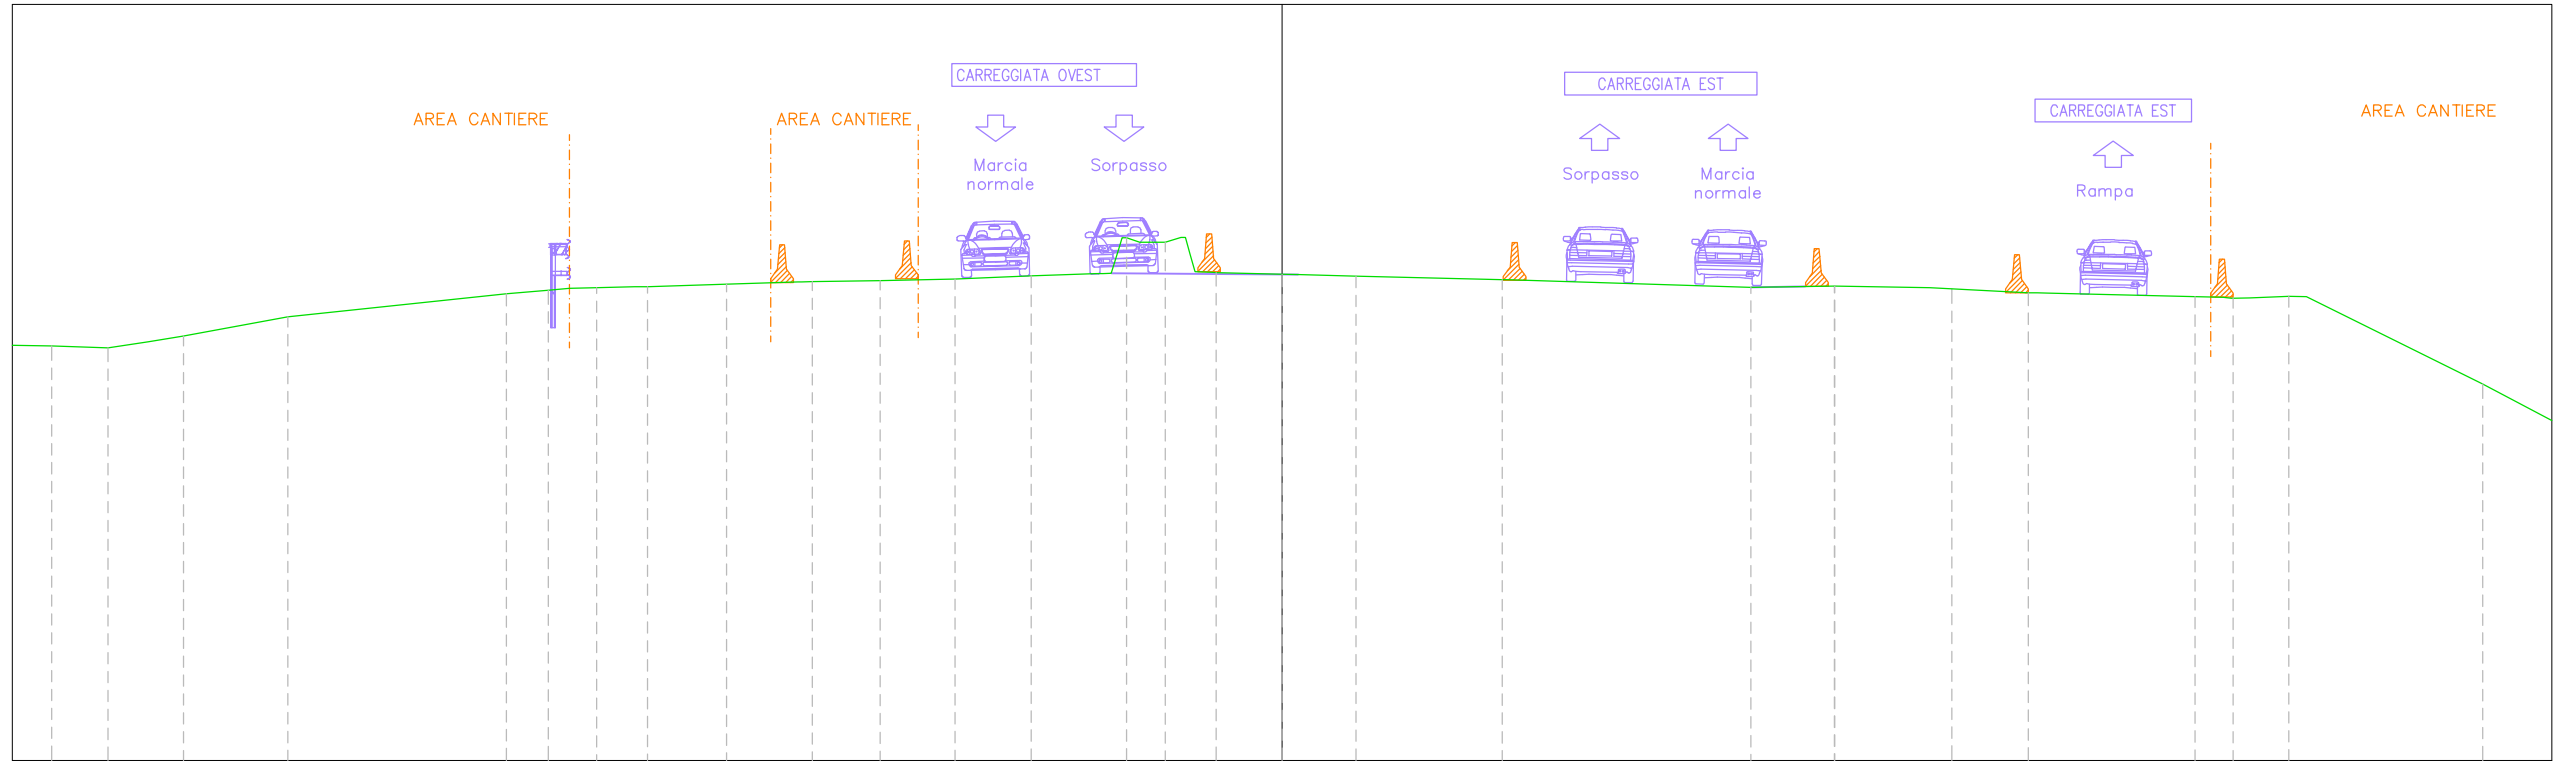 CARREGGIATA OVEST
CARREGGIATA EST
CARREGGIATA EST
AREA CANTIERE
AREA CANTIERE
AREA CANTIERE
Marcia
normale
Sorpasso
Sorpasso
Marcia
normale
Rampa